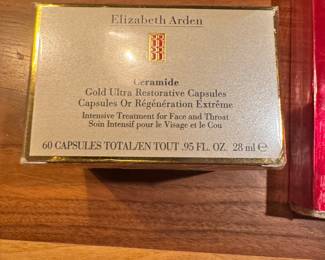 Elizabeth Arden
Ceramide
Gold Ultra Restorative Capsules
Capsules Or Régénération Extrême
Intensive Treatment for Face and Throat
Soin Intensif pour le Visage et le Cou
60 CAPSULES TOTAL/EN TOUT .95 FL. OZ. 28 ml ℮